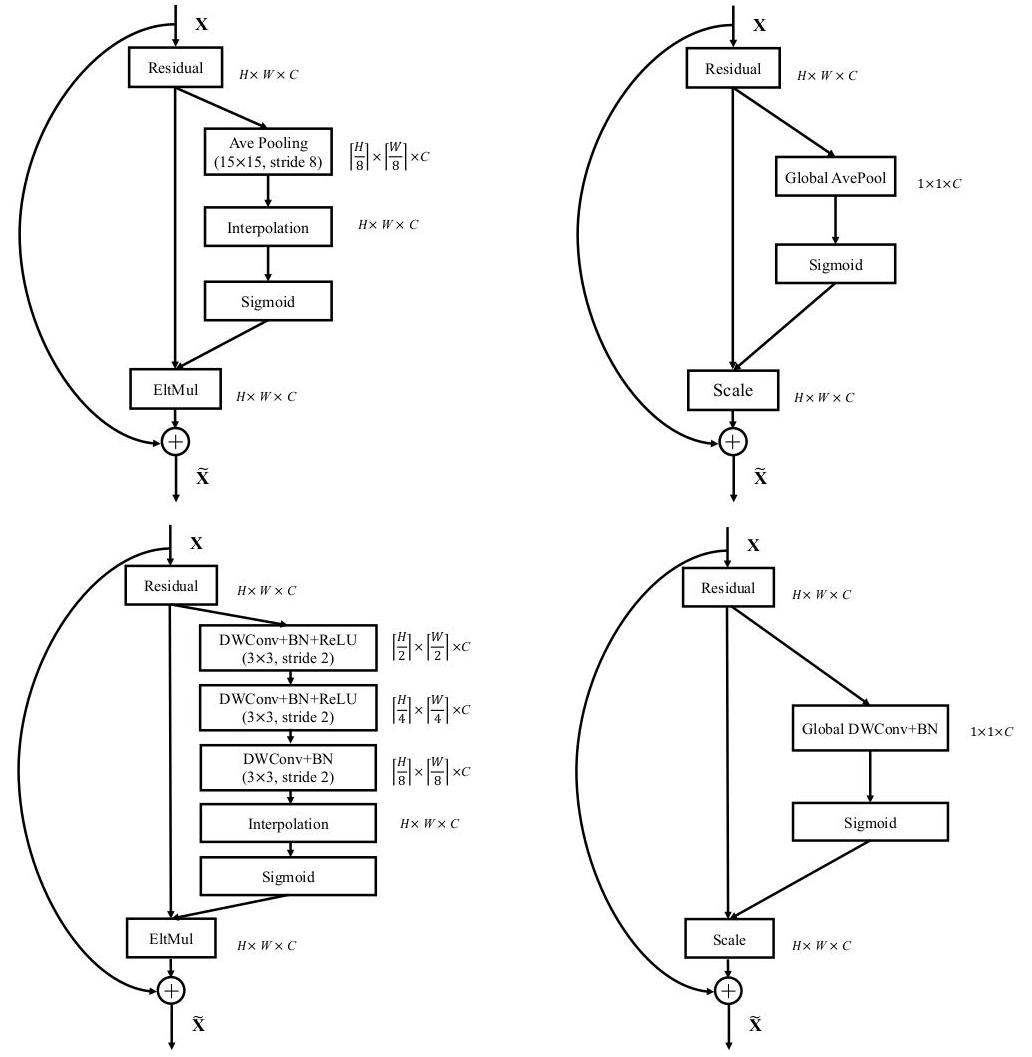 X
Residual
H× W × C
Ave Pooling
(15×15, stride 8)
⌈H/8⌉×⌈W/8⌉×C
Interpolation
H× W × C
Sigmoid
EltMul
H× W × C
+
X̃
X
Residual
H× W × C
Global AvePool
1×1×C
Sigmoid
Scale
H× W × C
+
X̃
X
Residual
H× W × C
DWConv+BN+ReLU
(3×3, stride 2)
⌈H/2⌉×⌈W/2⌉×C
DWConv+BN+ReLU
(3×3, stride 2)
⌈H/4⌉×⌈W/4⌉×C
DWConv+BN
(3×3, stride 2)
⌈H/8⌉×⌈W/8⌉×C
Interpolation
H× W × C
Sigmoid
EltMul
H× W × C
+
X̃
X
Residual
H× W × C
Global DWConv+BN
1×1×C
Sigmoid
Scale
H× W × C
+
X̃